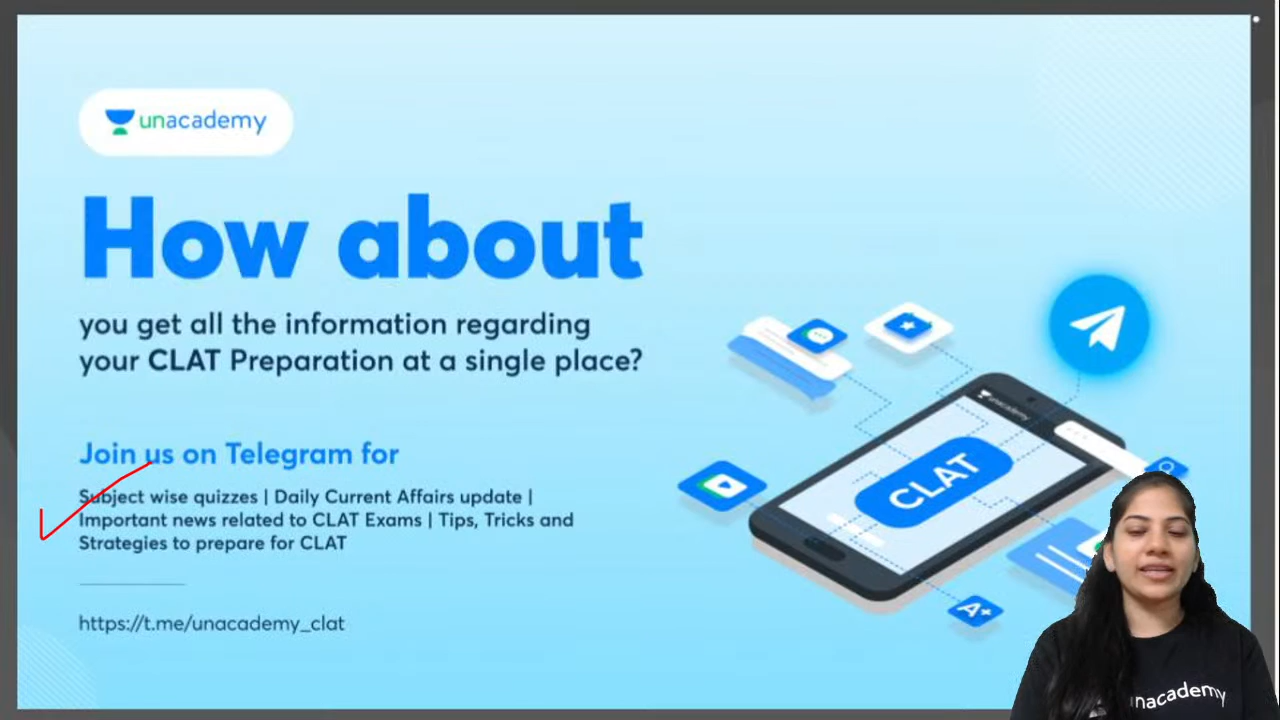 unacademy
How about
you get all the information regarding
your CLAT Preparation at a single place?
Join us on Telegram for
Subject wise quizzes | Daily Current Affairs update |
Important news related to CLAT Exams | Tips, Tricks and
Strategies to prepare for CLAT
https://t.me/unacademy_clat
unacademy
CLAT
A+
unacademy